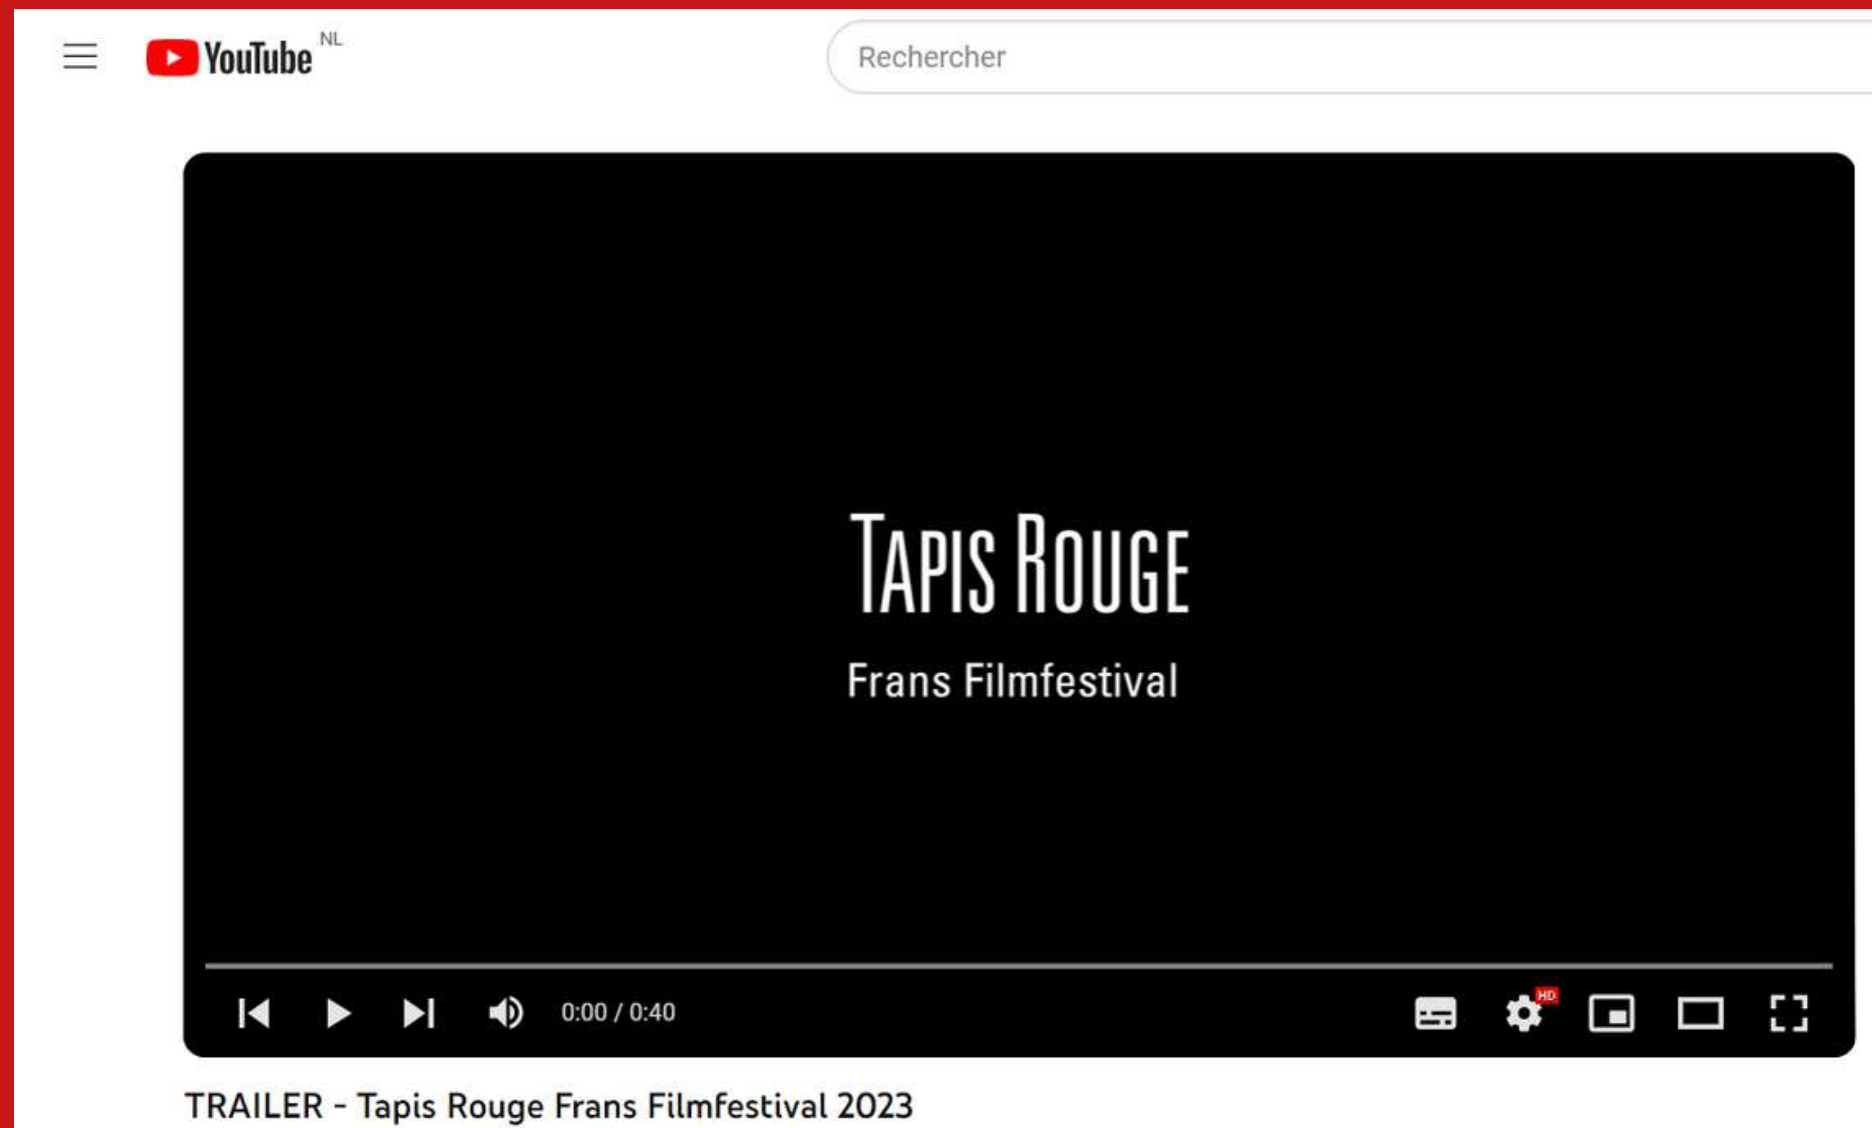 YouTube NL
Rechercher
TAPIS ROUGE
Frans Filmfestival
0:00 / 0:40
HD
TRAILER - Tapis Rouge Frans Filmfestival 2023